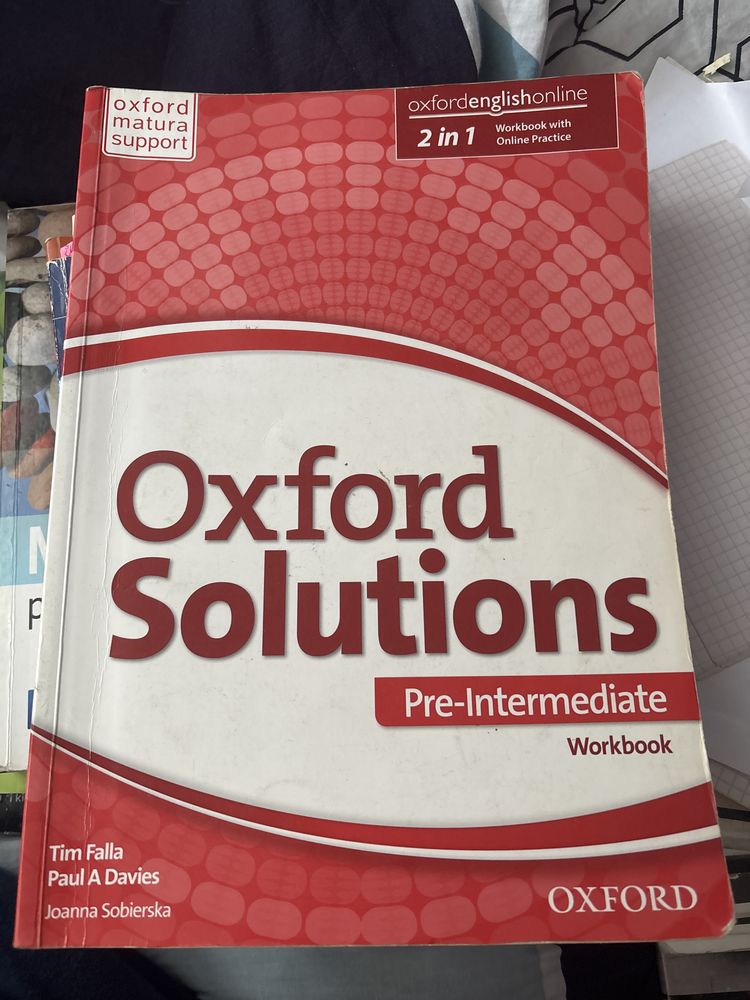 oxford
matura
support
oxfordenglishonline
2 in 1
Workbook with
Online Practice
Oxford
Solutions
Pre-Intermediate
Workbook
Tim Falla
Paul A Davies
Joanna Sobierska
OXFORD